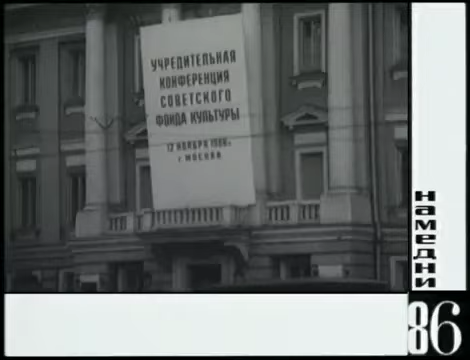 УЧРЕДИТЕЛЬНАЯ
КОНФЕРЕНЦИЯ
СОВЕТСКОГО
ФОНДА КУЛЬТУРЫ
12 НОЯБРЯ 1986 г.
г. МОСКВА
намедни
86